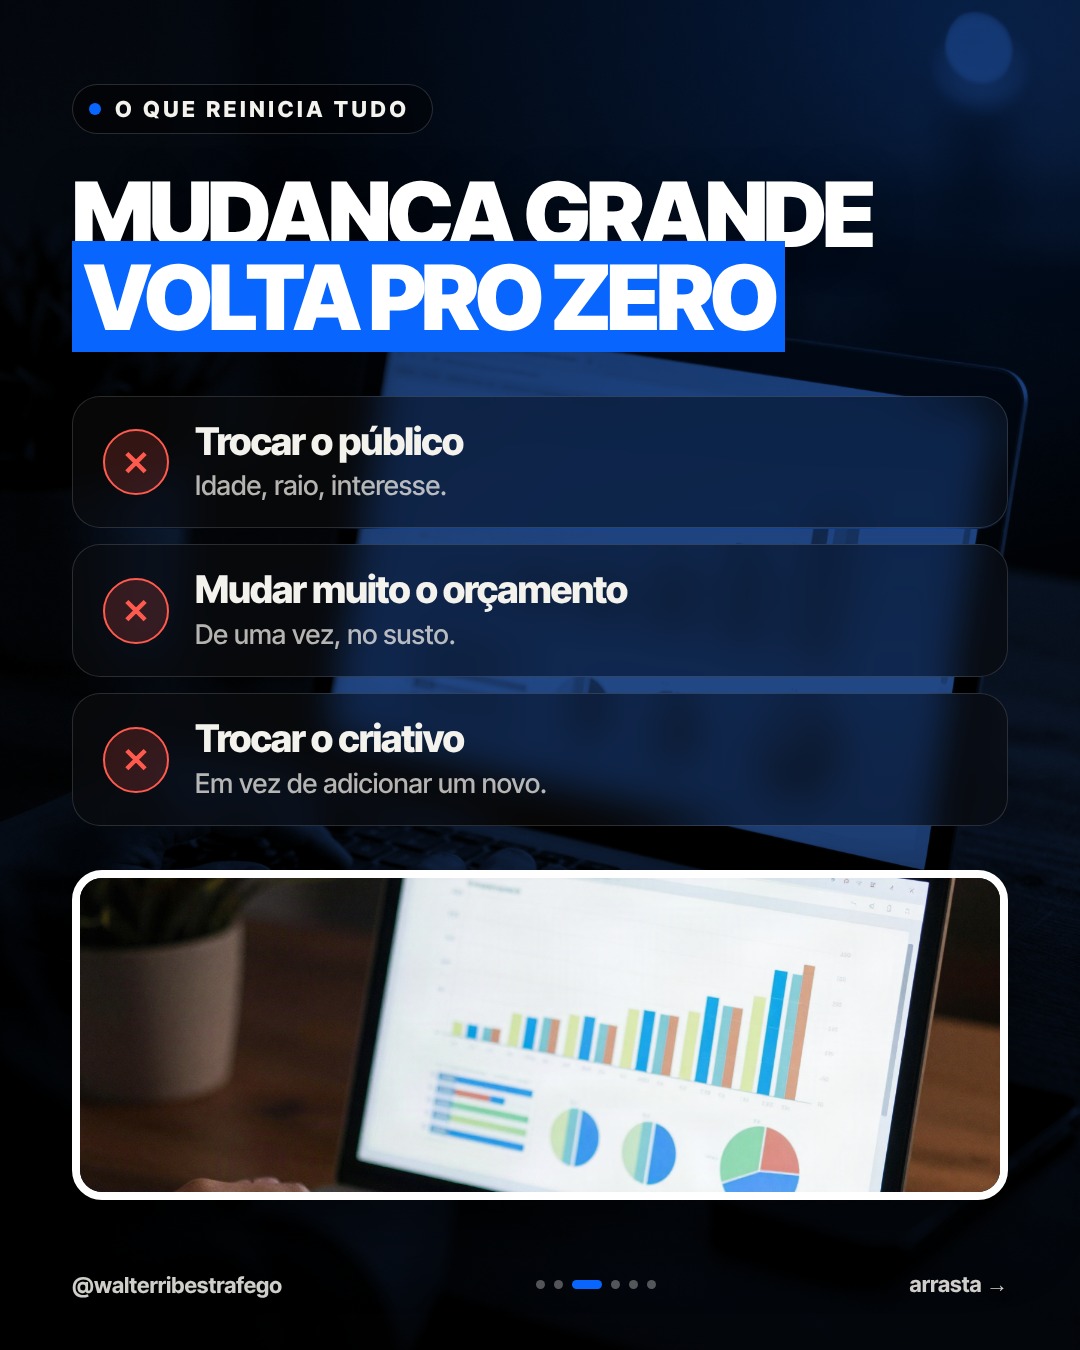 O QUE REINICIA TUDO
MUDANÇA GRANDE
VOLTA PRO ZERO
Trocar o público
Idade, raio, interesse.
Mudar muito o orçamento
De uma vez, no susto.
Trocar o criativo
Em vez de adicionar um novo.
@walterribestrafego
arrasta →